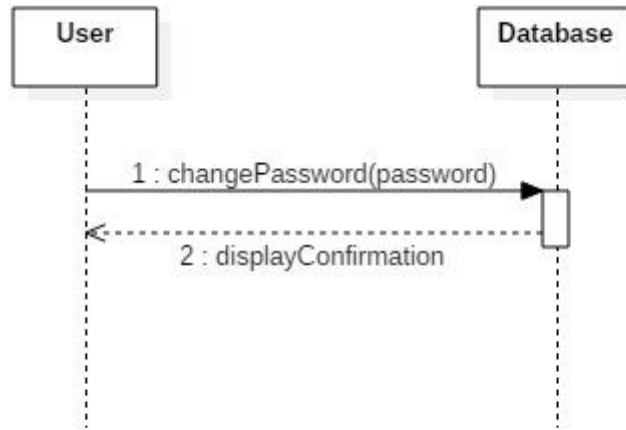 User
Database
1 : changePassword(password)
2 : displayConfirmation